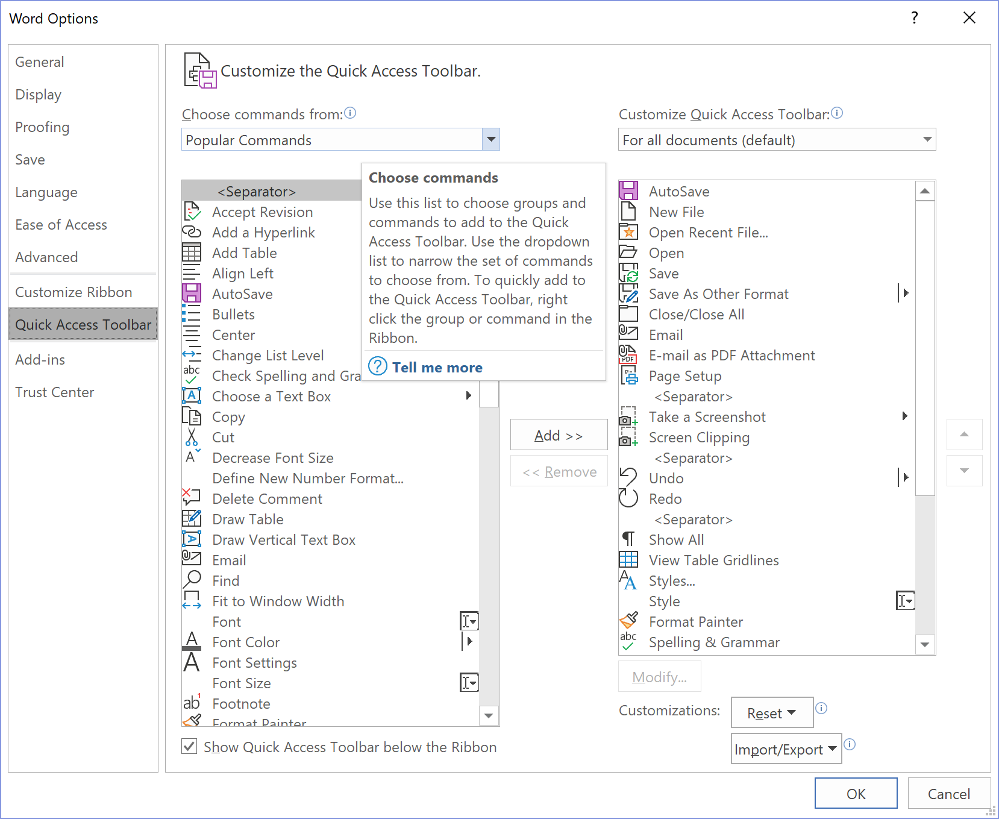 Word Options
?
General
Display
Proofing
Save
Language
Ease of Access
Advanced
Customize Ribbon
Quick Access Toolbar
Add-ins
Trust Center
Customize the Quick Access Toolbar.
Choose commands from:
Popular Commands
<Separator>
Accept Revision
Add a Hyperlink
Add Table
Align Left
AutoSave
Bullets
Center
Change List Level
abc
Check Spelling and Gra
Choose a Text Box
Copy
Cut
Decrease Font Size
Define New Number Format...
Delete Comment
Draw Table
Draw Vertical Text Box
Email
Find
Fit to Window Width
Font
Font Color
Font Settings
Font Size
ab1
Footnote
Format Painter
Show Quick Access Toolbar below the Ribbon
Choose commands
Use this list to choose groups and
commands to add to the Quick
Access Toolbar. Use the dropdown
list to narrow the set of commands
to choose from. To quickly add to
the Quick Access Toolbar, right
click the group or command in the
Ribbon.
Tell me more
Add >>
<< Remove
Customize Quick Access Toolbar:
For all documents (default)
AutoSave
New File
Open Recent File...
Open
Save
Save As Other Format
Close/Close All
Email
PDF
E-mail as PDF Attachment
Page Setup
<Separator>
Take a Screenshot
Screen Clipping
<Separator>
Undo
Redo
<Separator>
¶
Show All
View Table Gridlines
Styles...
Style
Format Painter
abc
Spelling & Grammar
Modify...
Customizations:
Reset
Import/Export
OK
Cancel